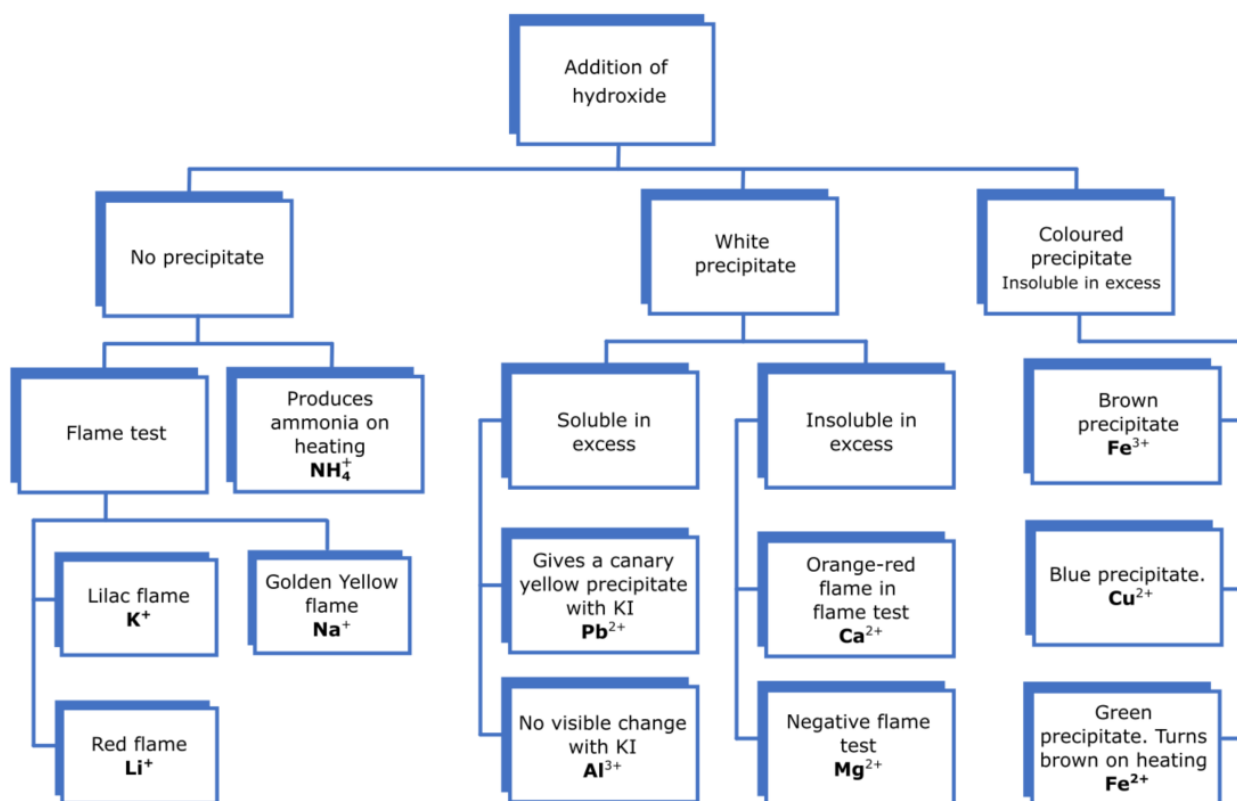 Addition of
hydroxide
No precipitate
White
precipitate
Coloured
precipitate
Insoluble in excess
Flame test
Produces
ammonia on
heating
NH₄⁺
Soluble in
excess
Insoluble in
excess
Brown
precipitate
Fe³⁺
Lilac flame
K⁺
Golden Yellow
flame
Na⁺
Gives a canary
yellow precipitate
with KI
Pb²⁺
Orange-red
flame in
flame test
Ca²⁺
Blue precipitate.
Cu²⁺
Red flame
Li⁺
No visible change
with KI
Al³⁺
Negative flame
test
Mg²⁺
Green
precipitate. Turns
brown on heating
Fe²⁺